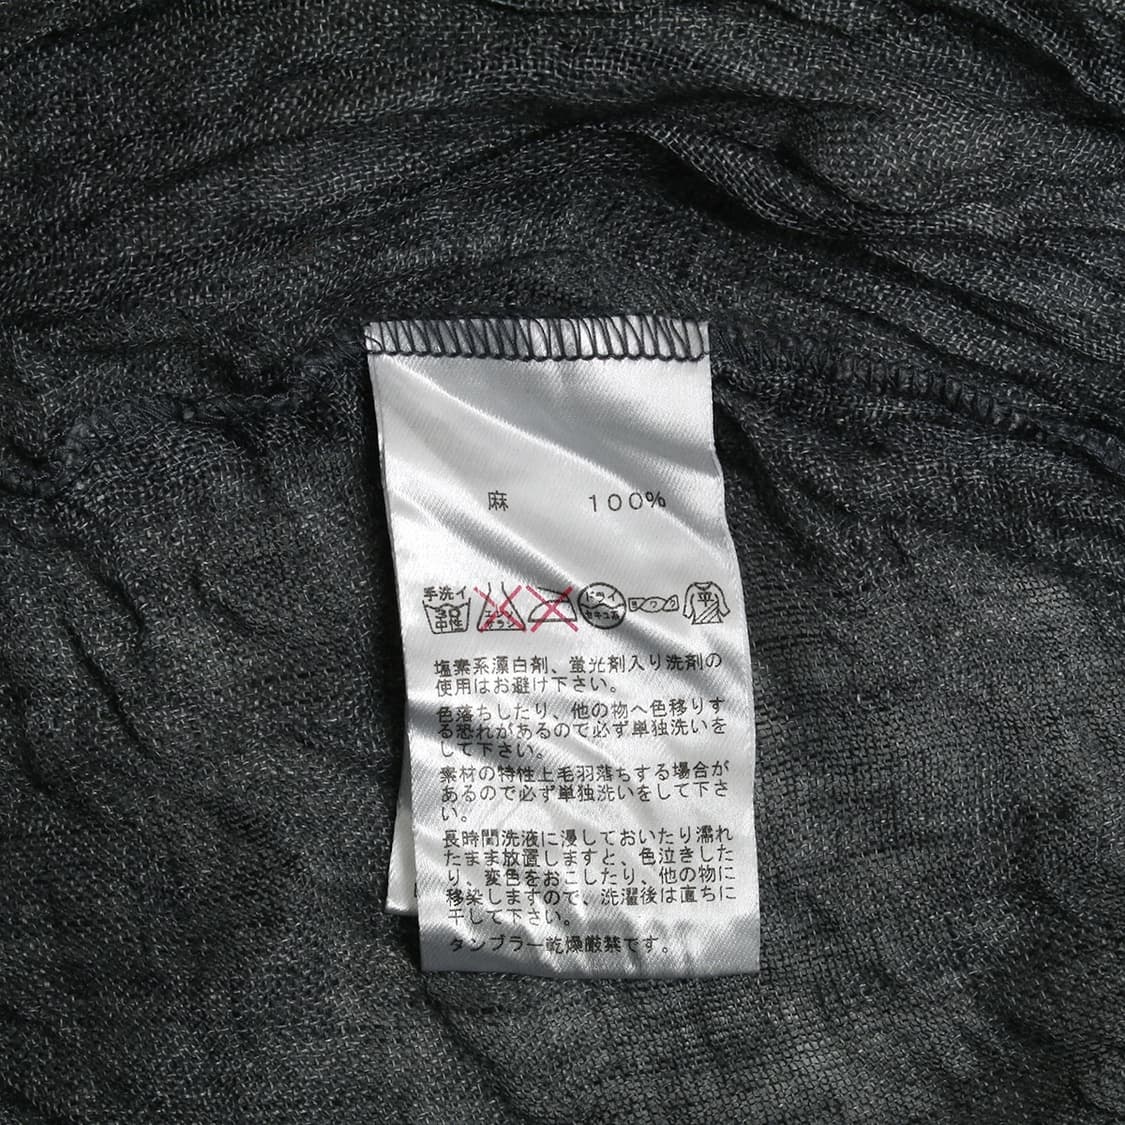 麻 100%
手洗イ
30
中性
エンソ
サラシ
ドライ
セキユ系
ヨワク
平
塩素系漂白剤、蛍光剤入り洗剤の
使用はお避け下さい。
色落ちしたり、他の物へ色移りす
る恐れがあるので必ず単独洗いを
して下さい。
素材の特性上毛羽落ちする場合が
あるので必ず単独洗いをして下さ
い。
長時間洗液に浸しておいたり濡れ
たまま放置しますと、色泣きした
り、変色をおこしたり、他の物に
移染しますので、洗濯後は直ちに
干して下さい。
タンブラー乾燥厳禁です。